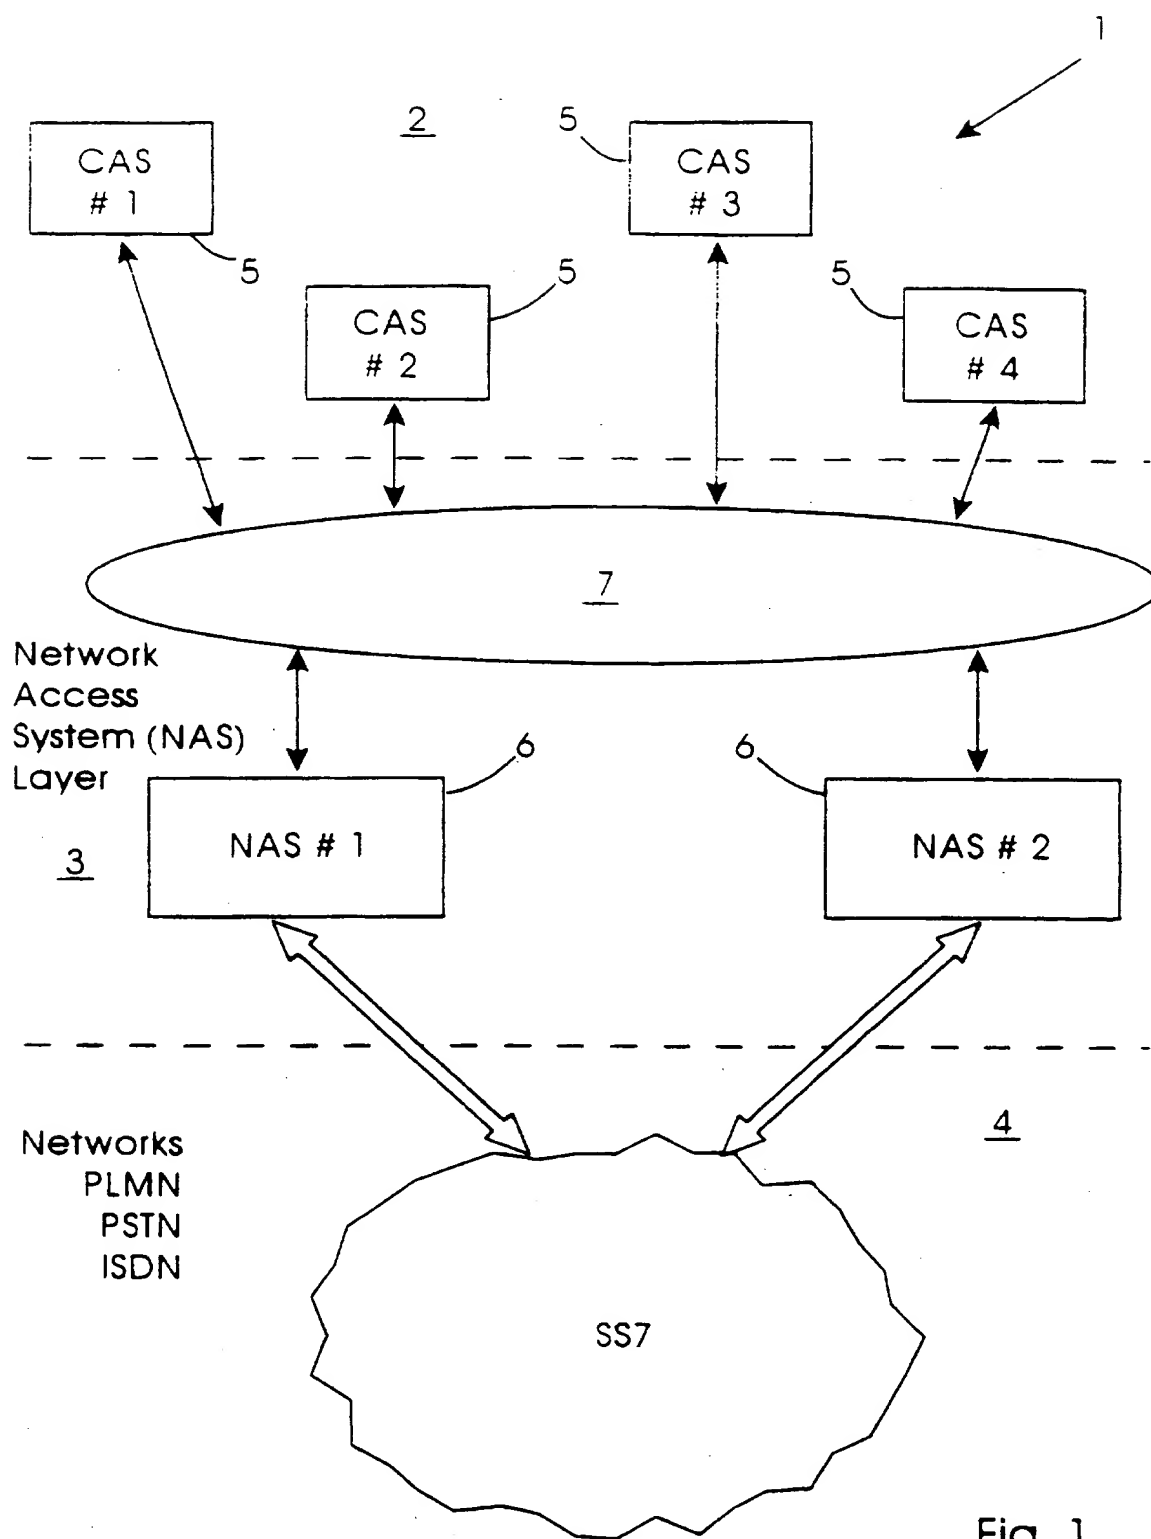 1
2
5
CAS
# 1
CAS
# 3
5
5
5
CAS
# 2
CAS
# 4
7
Network
Access
System (NAS)
Layer
6
6
NAS # 1
NAS # 2
3
4
Networks
PLMN
PSTN
ISDN
SS7
Fig. 1